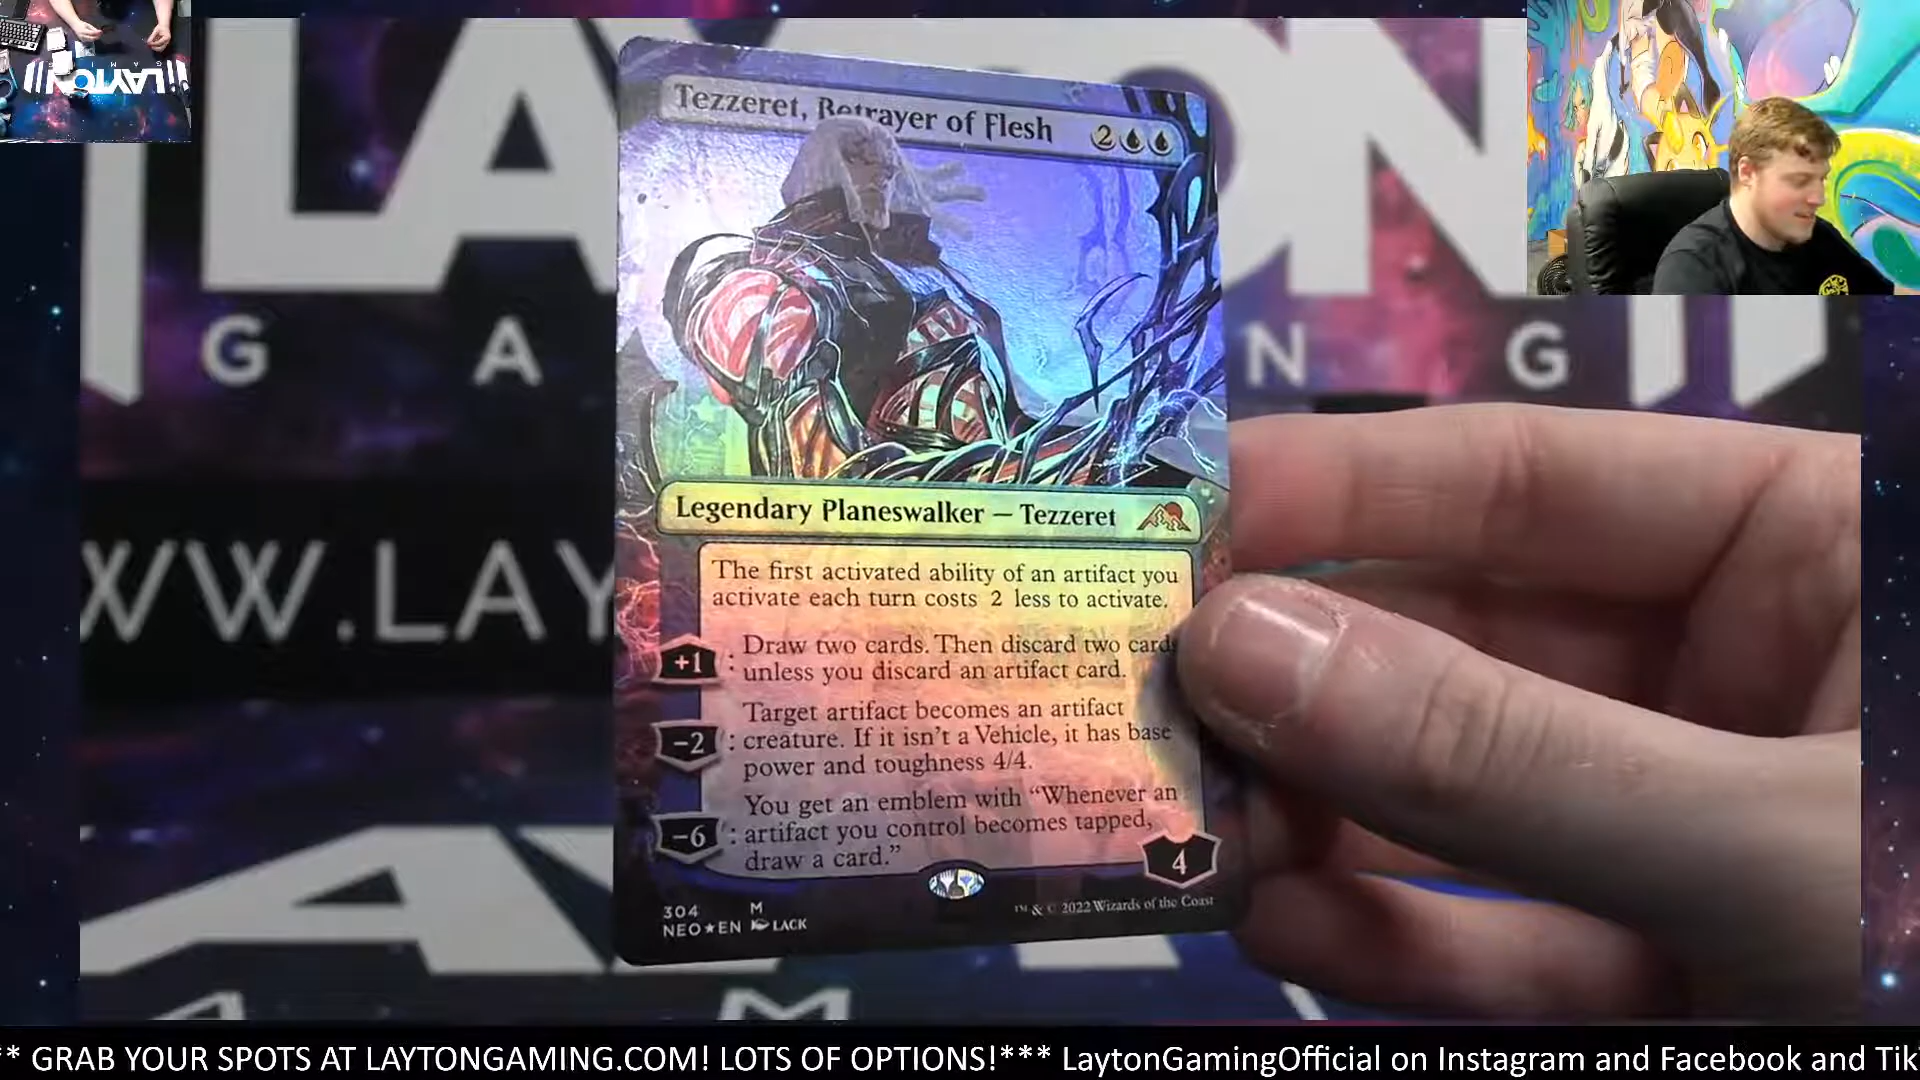 LAYTON
G A N G
WW.LAY
Tezzeret, Betrayer of Flesh 2
Legendary Planeswalker — Tezzeret
The first activated ability of an artifact you
activate each turn costs 2 less to activate.
+1 : Draw two cards. Then discard two cards
unless you discard an artifact card.
−2 : Target artifact becomes an artifact
creature. If it isn't a Vehicle, it has base
power and toughness 4/4.
−6 : You get an emblem with “Whenever an
artifact you control becomes tapped,
draw a card.”
4
304 M
NEO★EN LACK
™ & © 2022 Wizards of the Coast
** GRAB YOUR SPOTS AT LAYTONGAMING.COM! LOTS OF OPTIONS!*** LaytonGamingOfficial on Instagram and Facebook and Tik